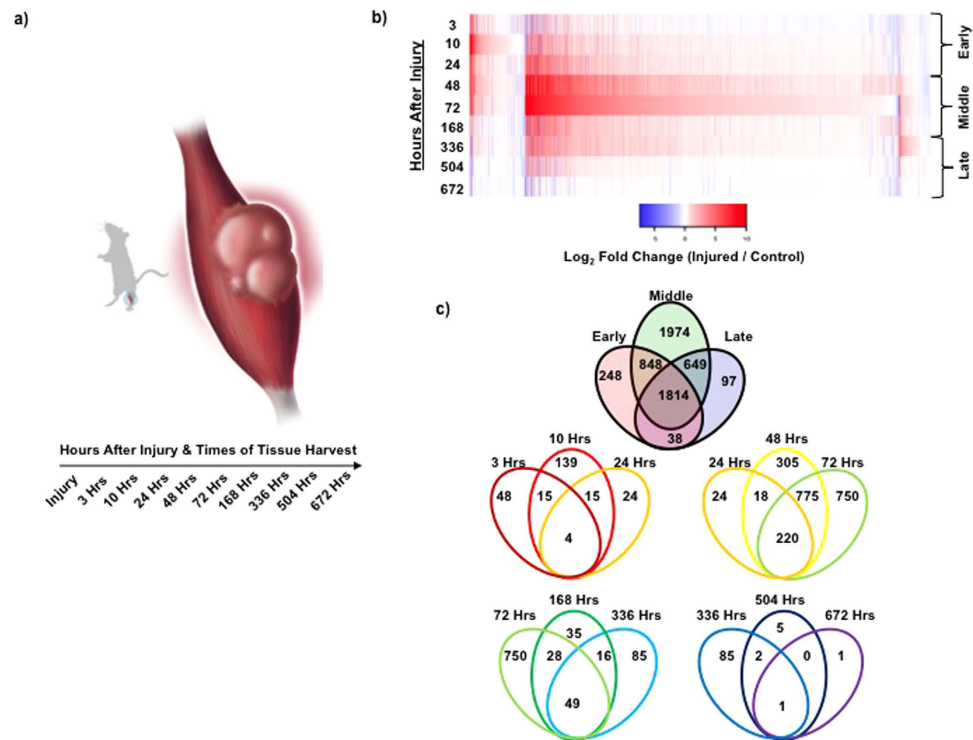 a)
Hours After Injury & Times of Tissue Harvest
Injury
3 Hrs
10 Hrs
24 Hrs
48 Hrs
72 Hrs
168 Hrs
336 Hrs
504 Hrs
672 Hrs
b)
Hours After Injury
3
10
24
48
72
168
336
504
672
Early
Middle
Late
5 0 5 10
Log₂ Fold Change (Injured / Control)
c)
Middle
Early Late
1974
848 649
248 97
1814
38
10 Hrs
3 Hrs 24 Hrs
139
48 15 15 24
4
48 Hrs
24 Hrs 72 Hrs
305
24 18 775 750
220
168 Hrs
72 Hrs 336 Hrs
35
750 28 16 85
49
504 Hrs
336 Hrs 672 Hrs
5
85 2 0 1
1